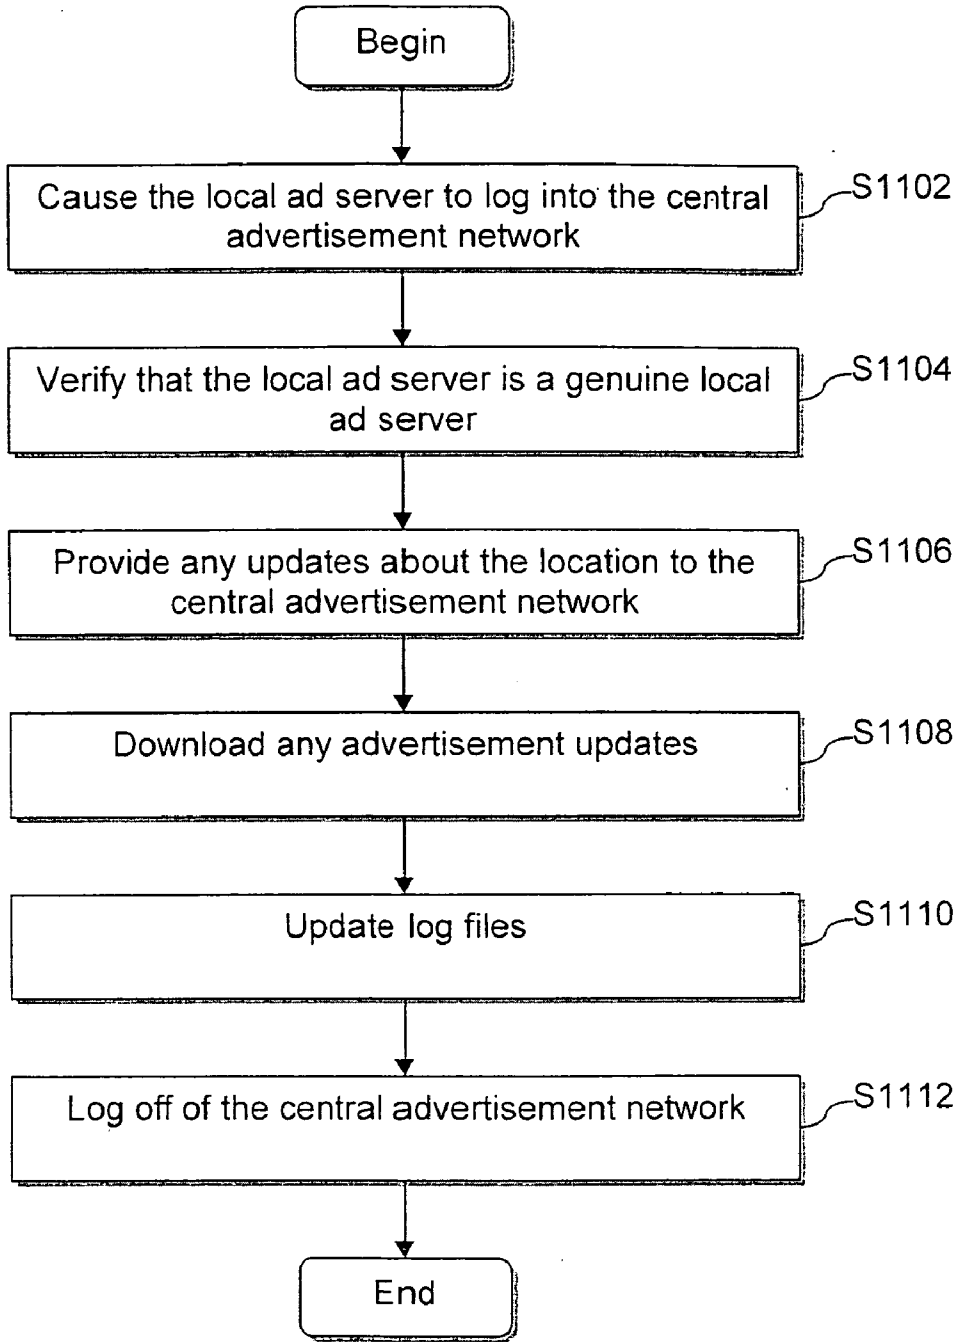 Begin
Cause the local ad server to log into the central
advertisement network
S1102
Verify that the local ad server is a genuine local
ad server
S1104
Provide any updates about the location to the
central advertisement network
S1106
Download any advertisement updates
S1108
Update log files
S1110
Log off of the central advertisement network
S1112
End